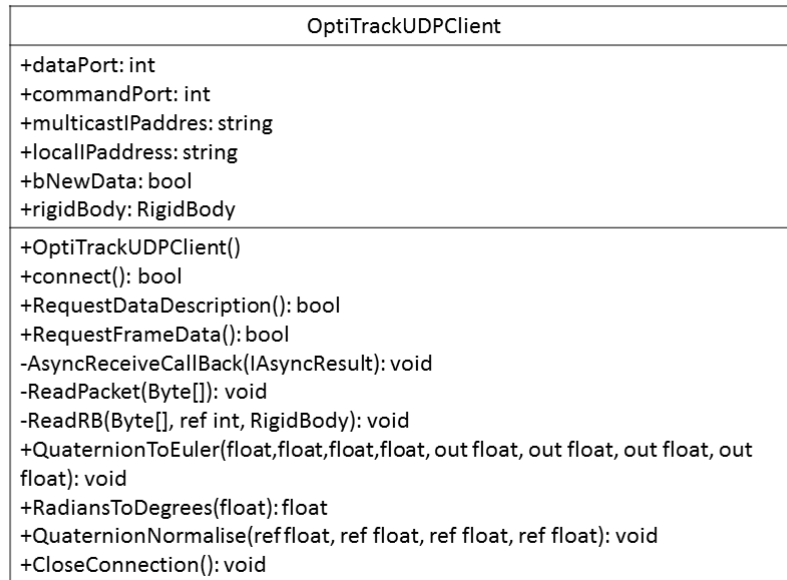 OptiTrackUDPClient
+dataPort: int
+commandPort: int
+multicastIPaddres: string
+localIPaddress: string
+bNewData: bool
+rigidBody: RigidBody
+OptiTrackUDPClient()
+connect(): bool
+RequestDataDescription(): bool
+RequestFrameData(): bool
-AsyncReceiveCallBack(IAsyncResult): void
-ReadPacket(Byte[]): void
-ReadRB(Byte[], ref int, RigidBody): void
+QuaternionToEuler(float,float,float,float, out float, out float, out float, out
float): void
+RadiansToDegrees(float): float
+QuaternionNormalise(ref float, ref float, ref float, ref float): void
+CloseConnection(): void